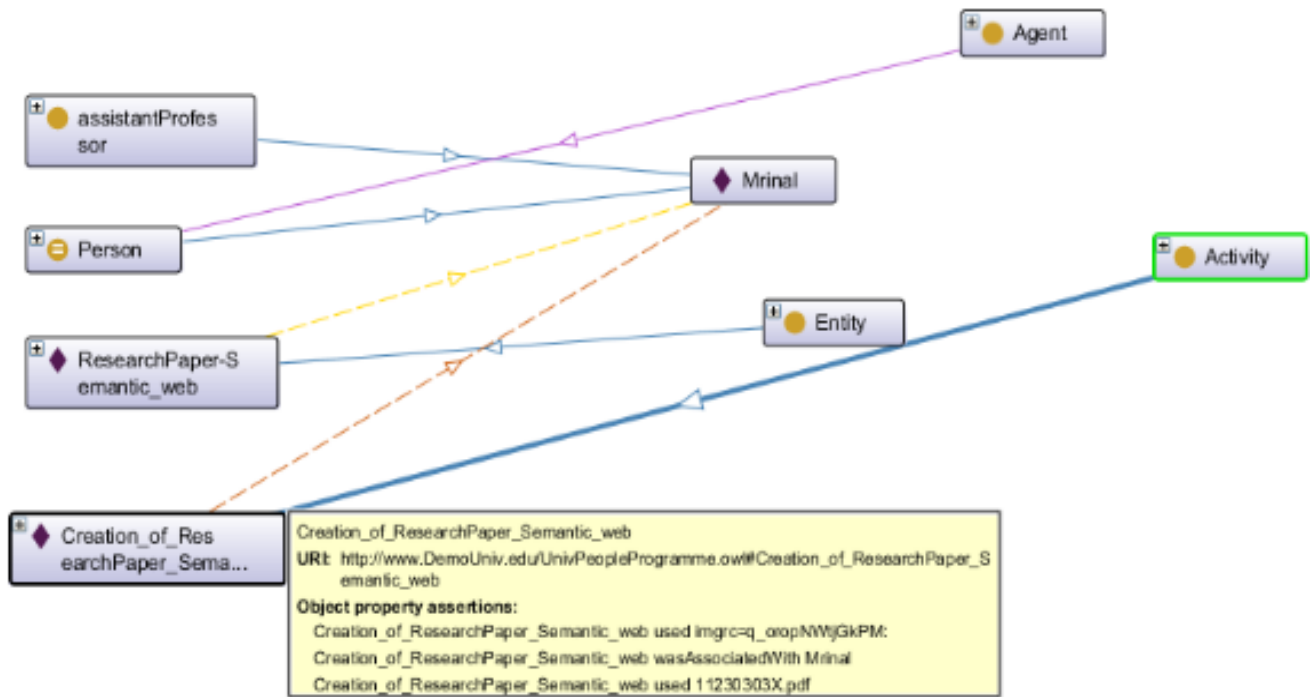 Agent
assistantProfes
sor
Mrinal
Person
Activity
Entity
ResearchPaper-S
emantic_web
Creation_of_Res
earchPaper_Sema...
Creation_of_ResearchPaper_Semantic_web
URI: http://www.DemoUniv.edu/UnivPeopleProgramme.owl#Creation_of_ResearchPaper_S
emantic_web
Object property assertions:
Creation_of_ResearchPaper_Semantic_web used imgrc=q_oropNWtjGkPM:
Creation_of_ResearchPaper_Semantic_web wasAssociatedWith Mrinal
Creation_of_ResearchPaper_Semantic_web used 11230303X.pdf